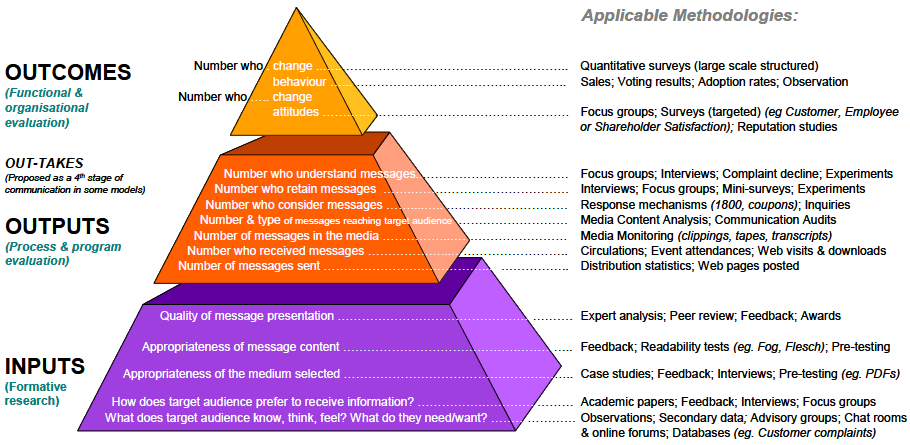 Applicable Methodologies:
OUTCOMES
(Functional &
organisational
evaluation)
Number who change ........ Quantitative surveys (large scale structured)
behaviour ........ Sales; Voting results; Adoption rates; Observation
Number who .... change
attitudes ........ Focus groups; Surveys (targeted) (eg Customer, Employee
or Shareholder Satisfaction); Reputation studies
OUT-TAKES
(Proposed as a 4th stage of
communication in some models)
Number who understand messages ........ Focus groups; Interviews; Complaint decline; Experiments
Number who retain messages ........ Interviews; Focus groups; Mini-surveys; Experiments
Number who consider messages ........ Response mechanisms (1800, coupons); Inquiries
OUTPUTS
(Process & program
evaluation)
Number & type of messages reaching target audience ........ Media Content Analysis; Communication Audits
Number of messages in the media ........ Media Monitoring (clippings, tapes, transcripts)
Number who received messages ........ Circulations; Event attendances; Web visits & downloads
Number of messages sent ........ Distribution statistics; Web pages posted
INPUTS
(Formative
research)
Quality of message presentation ........ Expert analysis; Peer review; Feedback; Awards
Appropriateness of message content ........ Feedback; Readability tests (eg. Fog, Flesch); Pre-testing
Appropriateness of the medium selected ........ Case studies; Feedback; Interviews; Pre-testing (eg. PDFs)
How does target audience prefer to receive information? ........ Academic papers; Feedback; Interviews; Focus groups
What does target audience know, think, feel? What do they need/want? ........ Observations; Secondary data; Advisory groups; Chat rooms
& online forums; Databases (eg. Customer complaints)